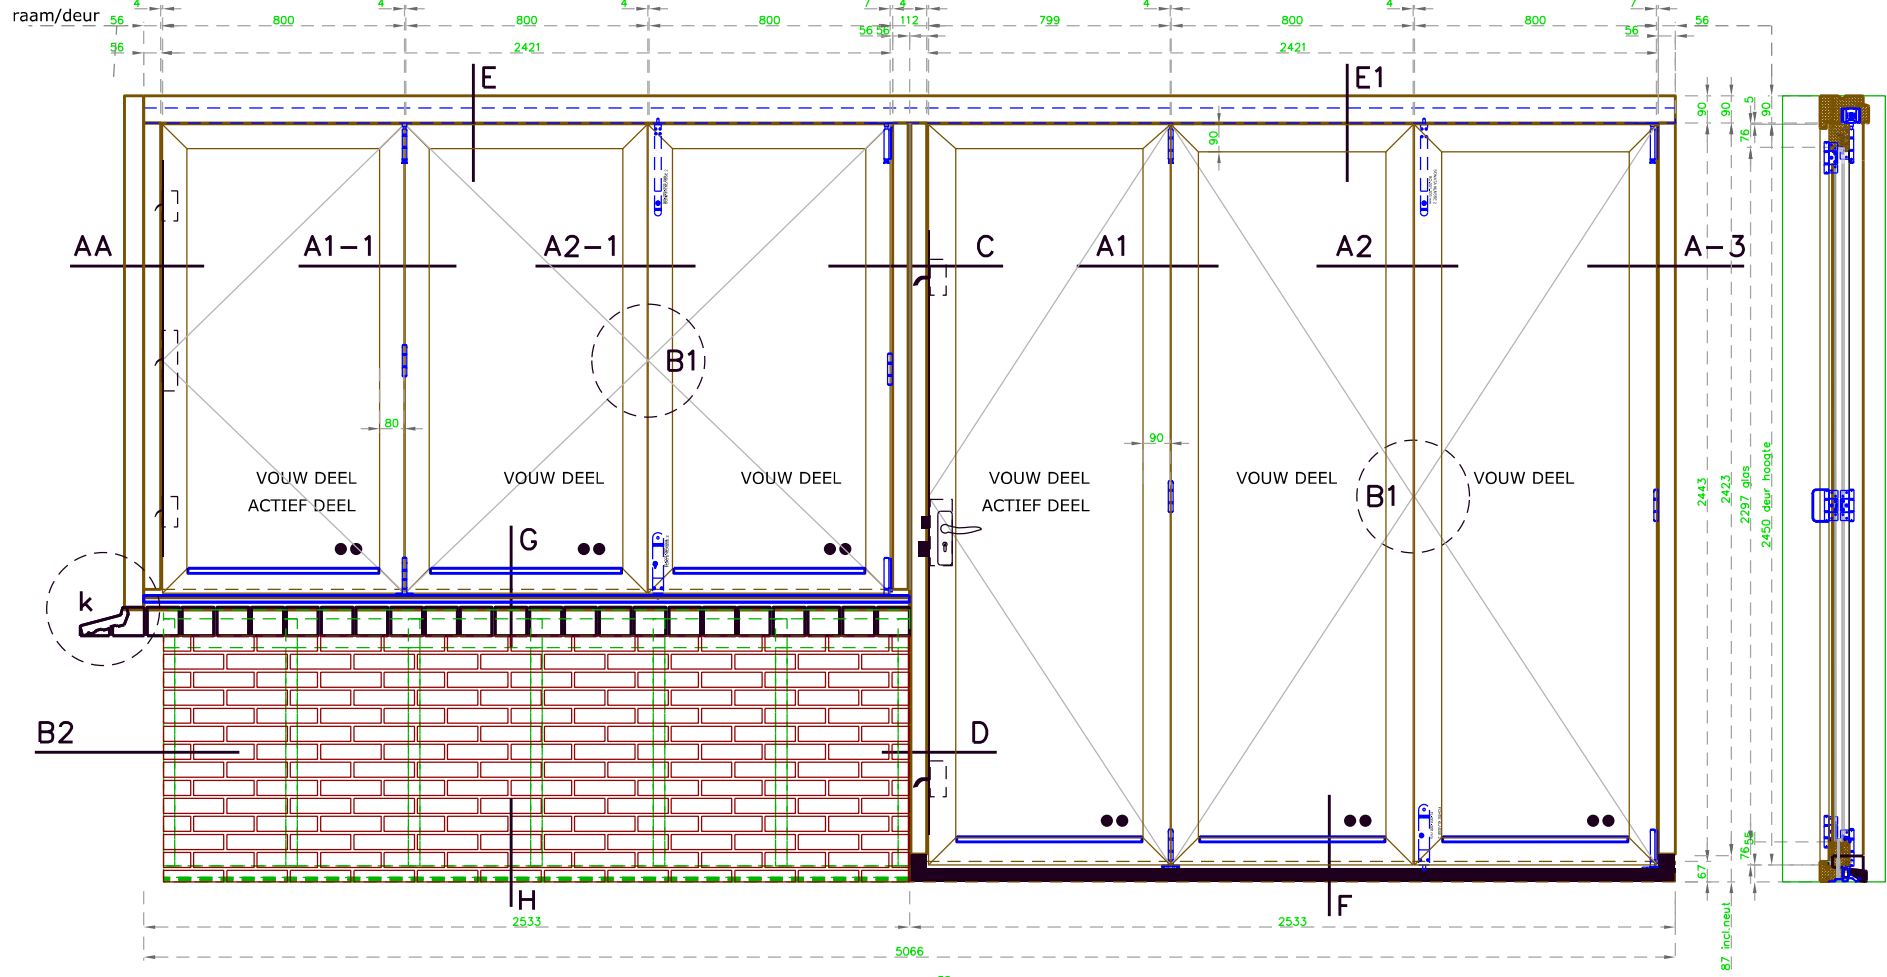 4 4 4 7 4 4 4 7
raam/deur
56 800 800 800 112 799 800 800 56
56 2421 56 56 2421 56
E E1
90 90 5 90
90 76
AA A1-1 A2-1 C A1 A2 A-3
B1
80 90
VOUW DEEL VOUW DEEL VOUW DEEL VOUW DEEL VOUW DEEL VOUW DEEL
ACTIEF DEEL ACTIEF DEEL
B1
2443 2423 2297 glas 2450 deur hoogte
G
k
B2 D
76 55
67
H F
2533 2533
87 incl.neut
5066